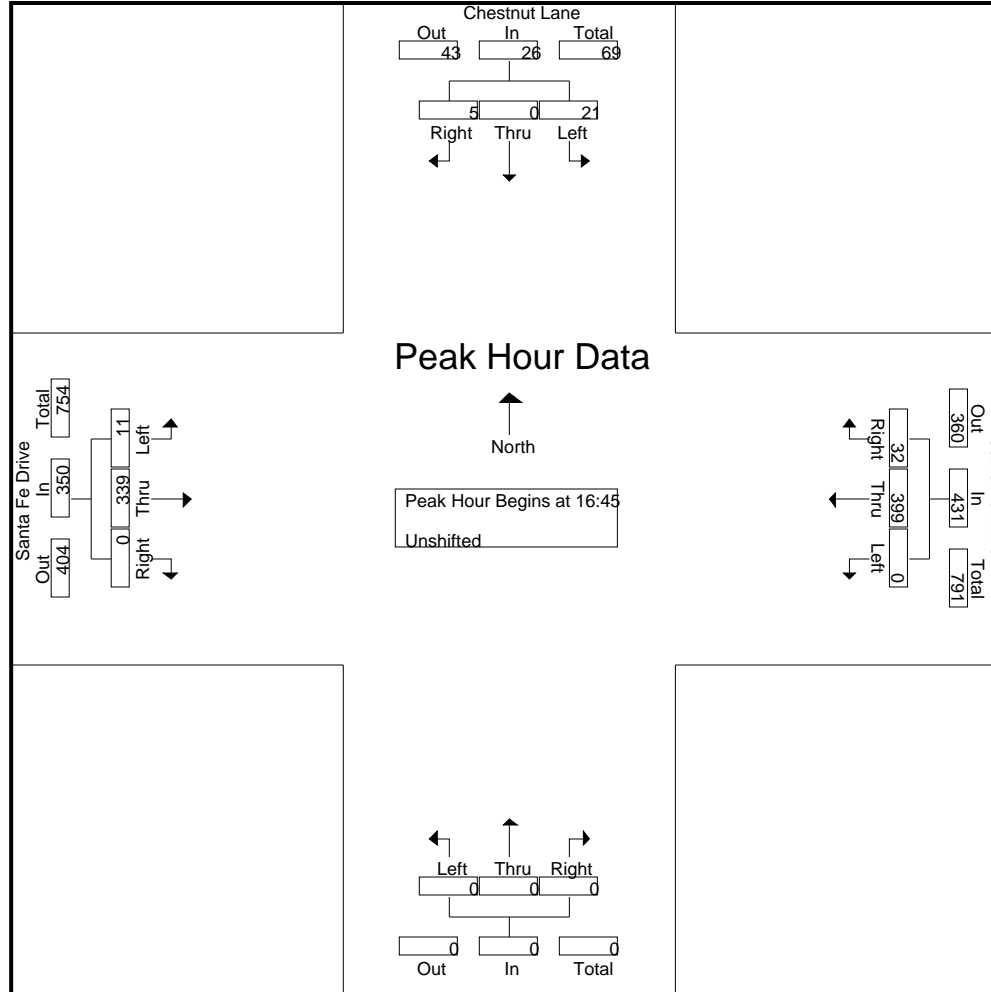 Chestnut Lane
Out In Total
43 26 69
5 0 21
Right Thru Left
Peak Hour Data
North
Peak Hour Begins at 16:45
Unshifted
Santa Fe Drive
Out In Total
404 350 754
11 339 0
Left Thru Right
Out In Total
360 431 791
32 399 0
Right Thru Left
Left Thru Right
0 0 0
0 0 0
Out In Total